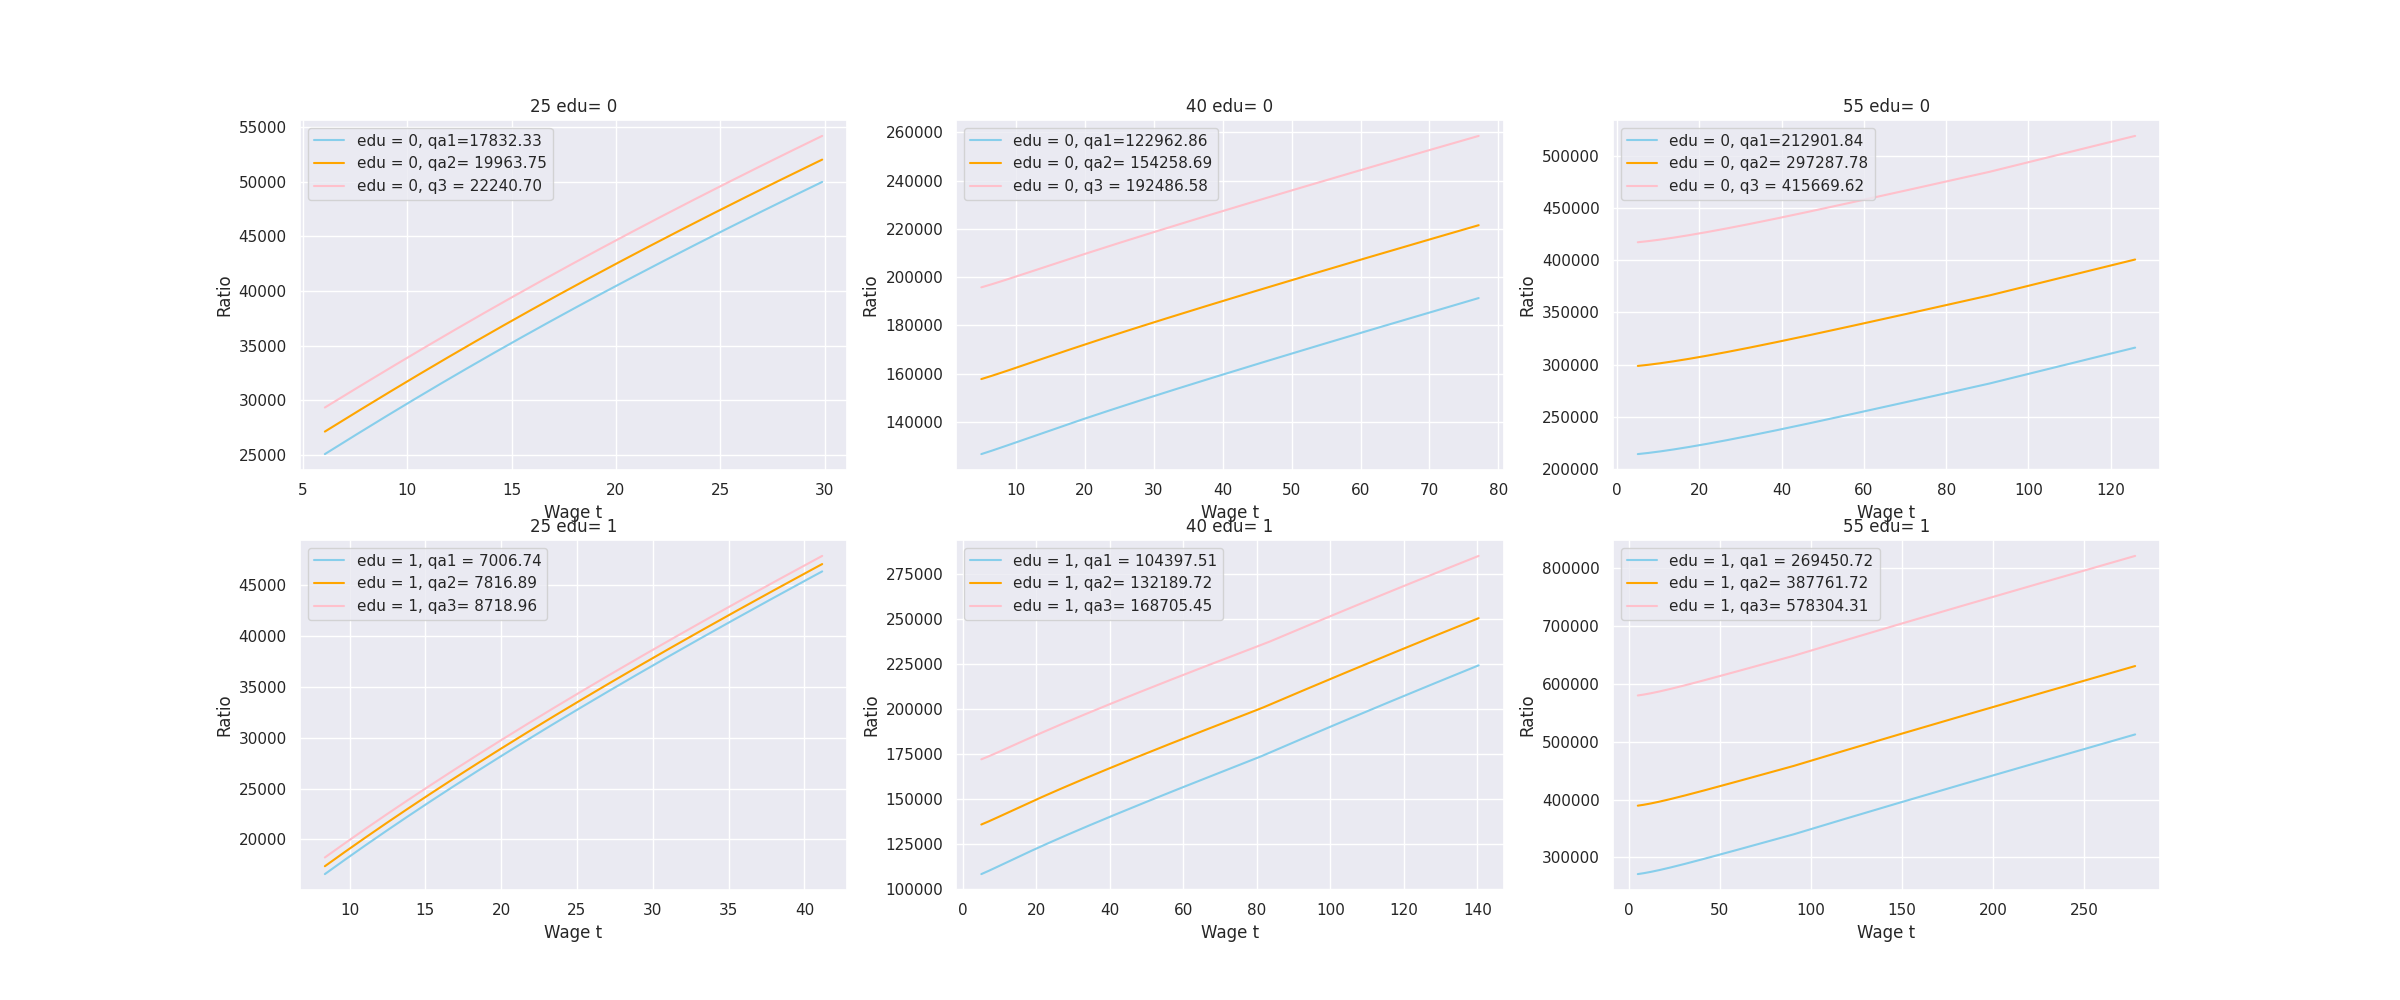 25 edu= 0
edu = 0, qa1=17832.33
edu = 0, qa2= 19963.75
edu = 0, q3 = 22240.70
55000
50000
45000
40000
35000
30000
25000
Ratio
5 10 15 20 25 30
Wage t
40 edu= 0
edu = 0, qa1=122962.86
edu = 0, qa2= 154258.69
edu = 0, q3 = 192486.58
260000
240000
220000
200000
180000
160000
140000
Ratio
10 20 30 40 50 60 70 80
Wage t
55 edu= 0
edu = 0, qa1=212901.84
edu = 0, qa2= 297287.78
edu = 0, q3 = 415669.62
500000
450000
400000
350000
300000
250000
200000
Ratio
0 20 40 60 80 100 120
Wage t
25 edu= 1
edu = 1, qa1 = 7006.74
edu = 1, qa2= 7816.89
edu = 1, qa3= 8718.96
45000
40000
35000
30000
25000
20000
Ratio
10 15 20 25 30 35 40
Wage t
40 edu= 1
edu = 1, qa1 = 104397.51
edu = 1, qa2= 132189.72
edu = 1, qa3= 168705.45
275000
250000
225000
200000
175000
150000
125000
100000
Ratio
0 20 40 60 80 100 120 140
Wage t
55 edu= 1
edu = 1, qa1 = 269450.72
edu = 1, qa2= 387761.72
edu = 1, qa3= 578304.31
800000
700000
600000
500000
400000
300000
Ratio
0 50 100 150 200 250
Wage t